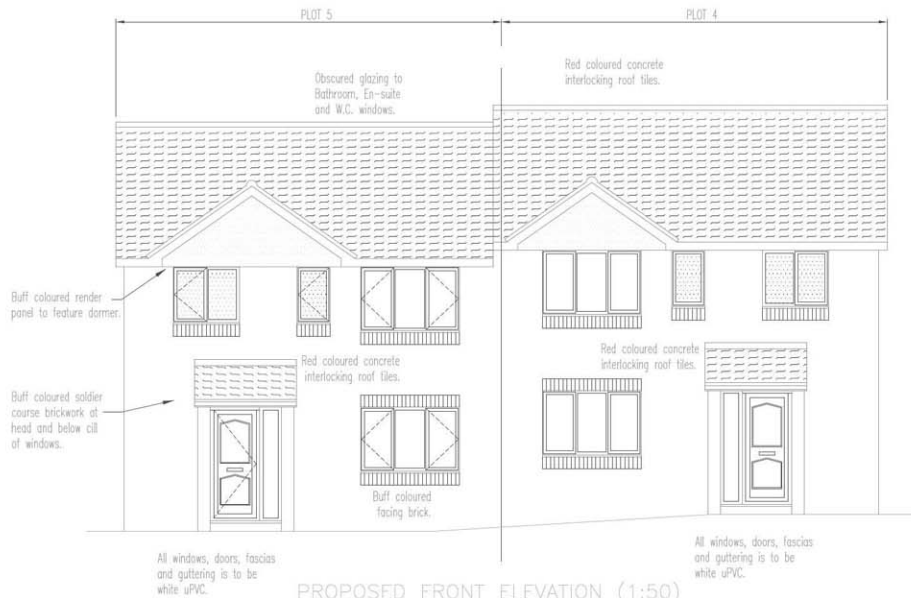 PLOT 5
PLOT 4
Obscured glazing to
Bathroom, En-suite
and W.C. windows.
Red coloured concrete
interlocking roof tiles.
Buff coloured render
panel to feature dormer.
Red coloured concrete
interlocking roof tiles.
Red coloured concrete
interlocking roof tiles.
Buff coloured soldier
course brickwork at
head and below cill
of windows.
Buff coloured
facing brick.
All windows, doors, fascias
and guttering is to be
white uPVC.
All windows, doors, fascias
and guttering is to be
white uPVC.
PROPOSED FRONT ELEVATION (1:50)